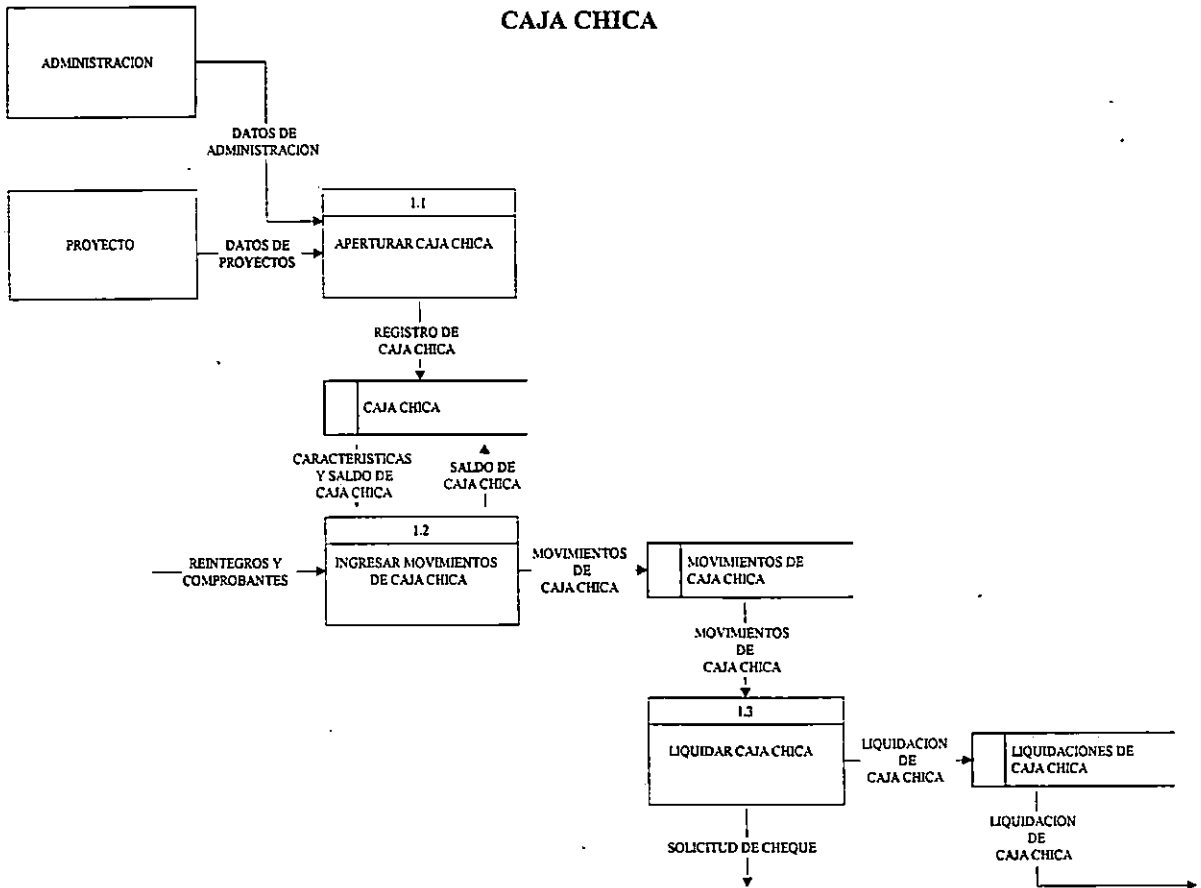 CAJA CHICA
ADMINISTRACION
DATOS DE
ADMINISTRACION
PROYECTO
DATOS DE
PROYECTOS
1.1
APERTURAR CAJA CHICA
REGISTRO DE
CAJA CHICA
CAJA CHICA
CARACTERISTICAS
Y SALDO DE
CAJA CHICA
SALDO DE
CAJA CHICA
REINTEGROS Y
COMPROBANTES
1.2
INGRESAR MOVIMIENTOS
DE CAJA CHICA
MOVIMIENTOS
DE
CAJA CHICA
MOVIMIENTOS DE
CAJA CHICA
MOVIMIENTOS
DE
CAJA CHICA
1.3
LIQUIDAR CAJA CHICA
LIQUIDACION
DE
CAJA CHICA
LIQUIDACIONES DE
CAJA CHICA
SOLICITUD DE CHEQUE
LIQUIDACION
DE
CAJA CHICA